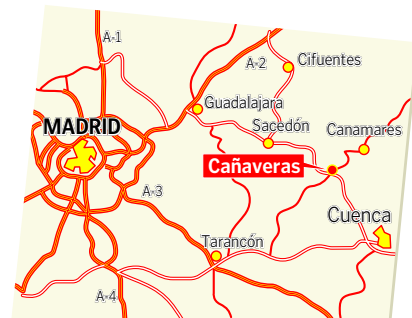 A-1
A-2
Cifuentes
Guadalajara
MADRID
Sacedón
Canamares
Cañaveras
A-3
Cuenca
Tarancón
A-4